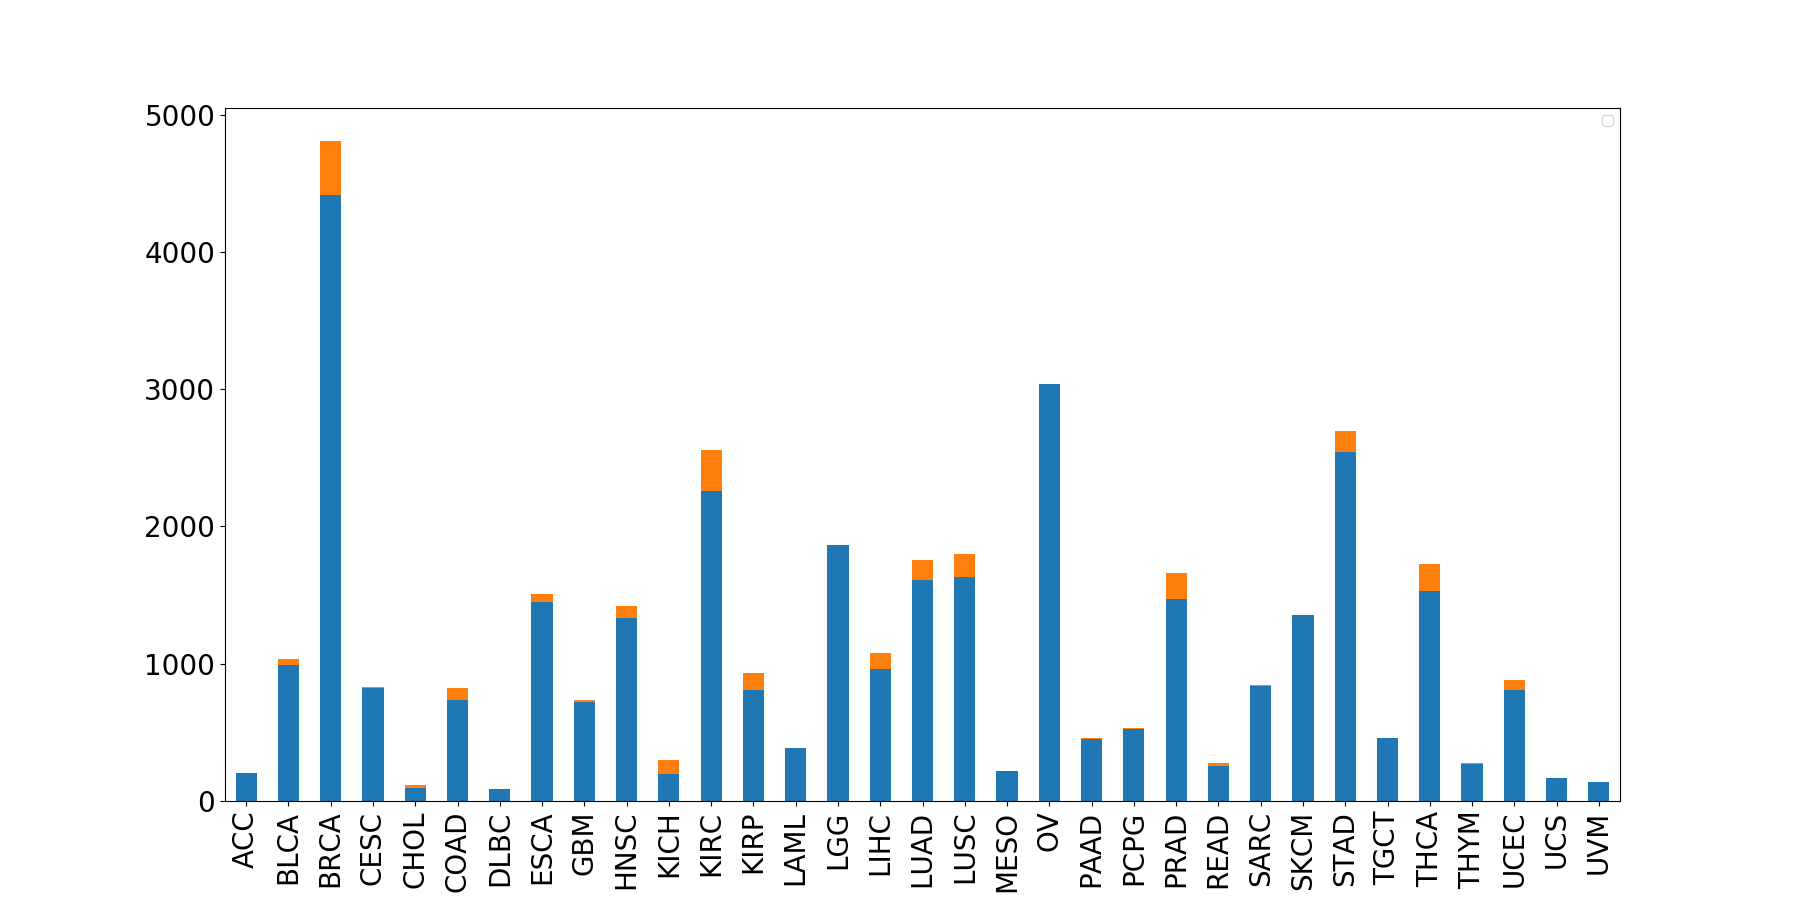 5000
4000
3000
2000
1000
0
ACC
BLCA
BRCA
CESC
CHOL
COAD
DLBC
ESCA
GBM
HNSC
KICH
KIRC
KIRP
LAML
LGG
LIHC
LUAD
LUSC
MESO
OV
PAAD
PCPG
PRAD
READ
SARC
SKCM
STAD
TGCT
THCA
THYM
UCEC
UCS
UVM